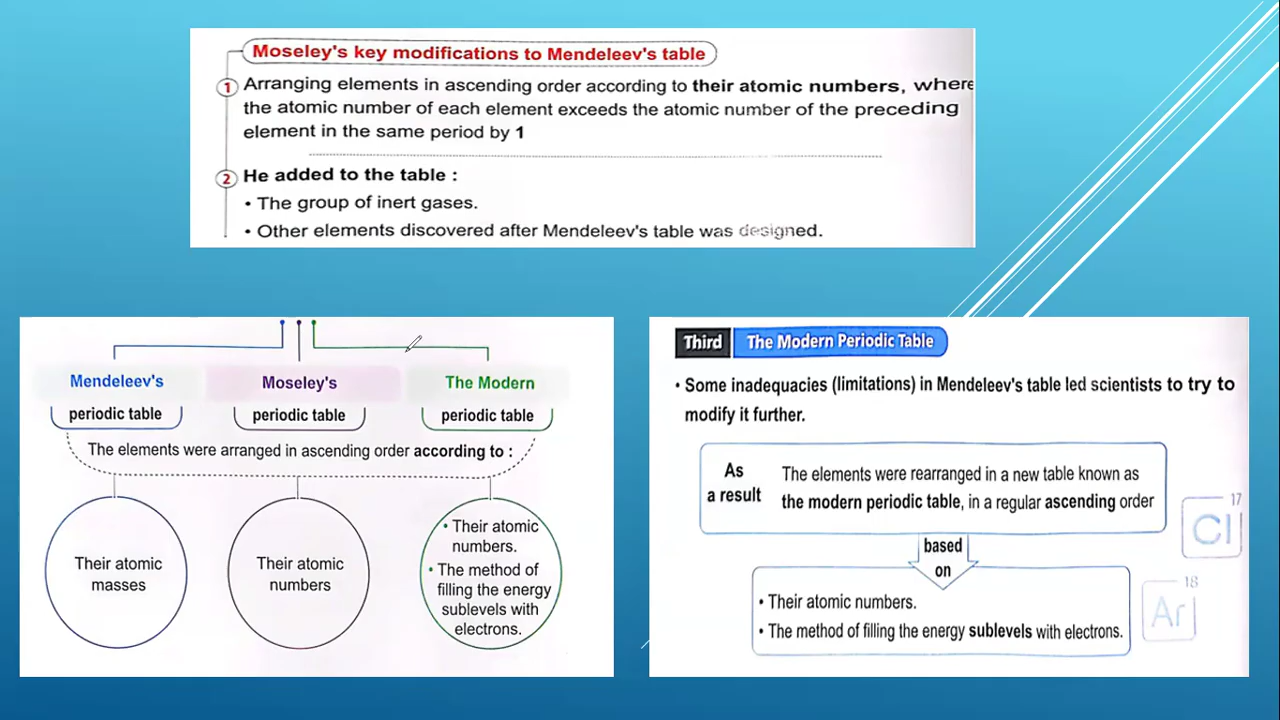 Moseley's key modifications to Mendeleev's table
1 Arranging elements in ascending order according to their atomic numbers, where
the atomic number of each element exceeds the atomic number of the preceding
element in the same period by 1
2 He added to the table :
• The group of inert gases.
• Other elements discovered after Mendeleev's table was designed.
Mendeleev's
periodic table
Moseley's
periodic table
The Modern
periodic table
The elements were arranged in ascending order according to :
Their atomic
masses
Their atomic
numbers
• Their atomic
numbers.
• The method of
filling the energy
sublevels with
electrons.
Third The Modern Periodic Table
• Some inadequacies (limitations) in Mendeleev's table led scientists to try to
modify it further.
As
a result
The elements were rearranged in a new table known as
the modern periodic table, in a regular ascending order
17
Cl
based
on
• Their atomic numbers.
• The method of filling the energy sublevels with electrons.
18
Ar